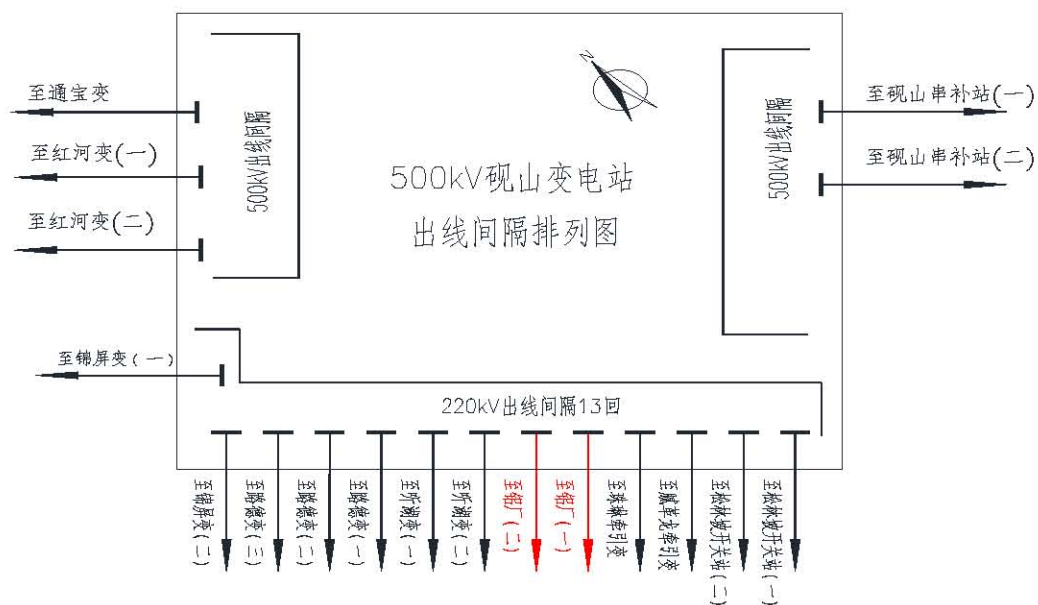 N
至通宝变
至红河变(一)
至红河变(二)
500kV出线间隔
500kV砚山变电站
出线间隔排列图
500kV出线间隔
至砚山串补站(一)
至砚山串补站(二)
至锦屏变(一)
220kV出线间隔13回
至锦屏变(二)
至路德变(三)
至路德变(二)
至路德变(一)
至听湖变(一)
至听湖变(二)
至铝厂(二)
至铝厂(一)
至珠琳牵引变
至腻革龙牵引变
至松林坡开关站(二)
至松林坡开关站(一)